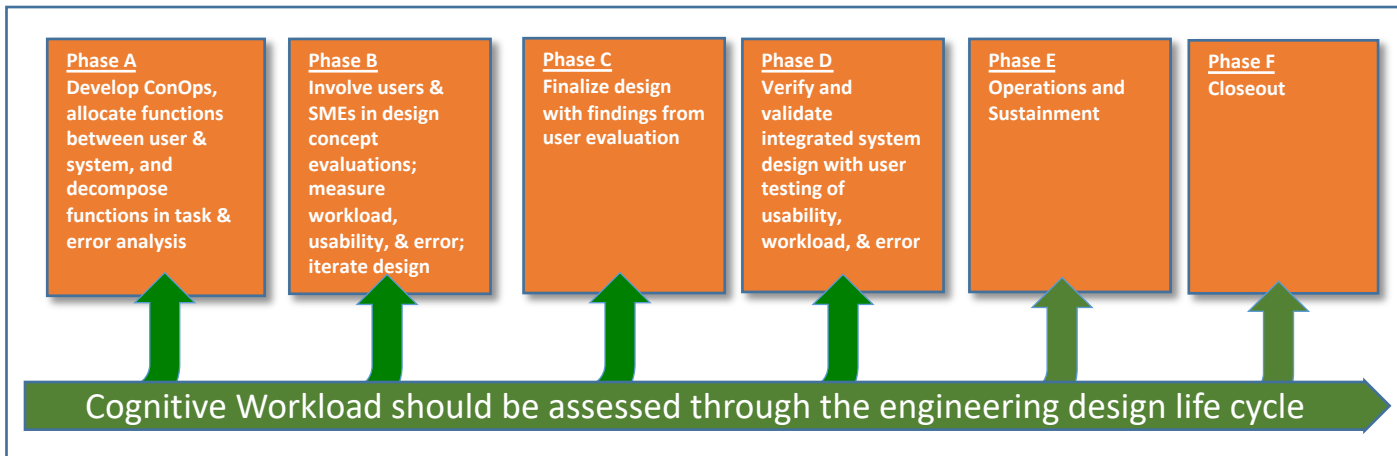 Phase A
Develop ConOps,
allocate functions
between user &
system, and
decompose
functions in task &
error analysis
Phase B
Involve users &
SMEs in design
concept
evaluations;
measure
workload,
usability, & error;
iterate design
Phase C
Finalize design
with findings from
user evaluation
Phase D
Verify and
validate
integrated system
design with user
testing of
usability,
workload, & error
Phase E
Operations and
Sustainment
Phase F
Closeout
Cognitive Workload should be assessed through the engineering design life cycle